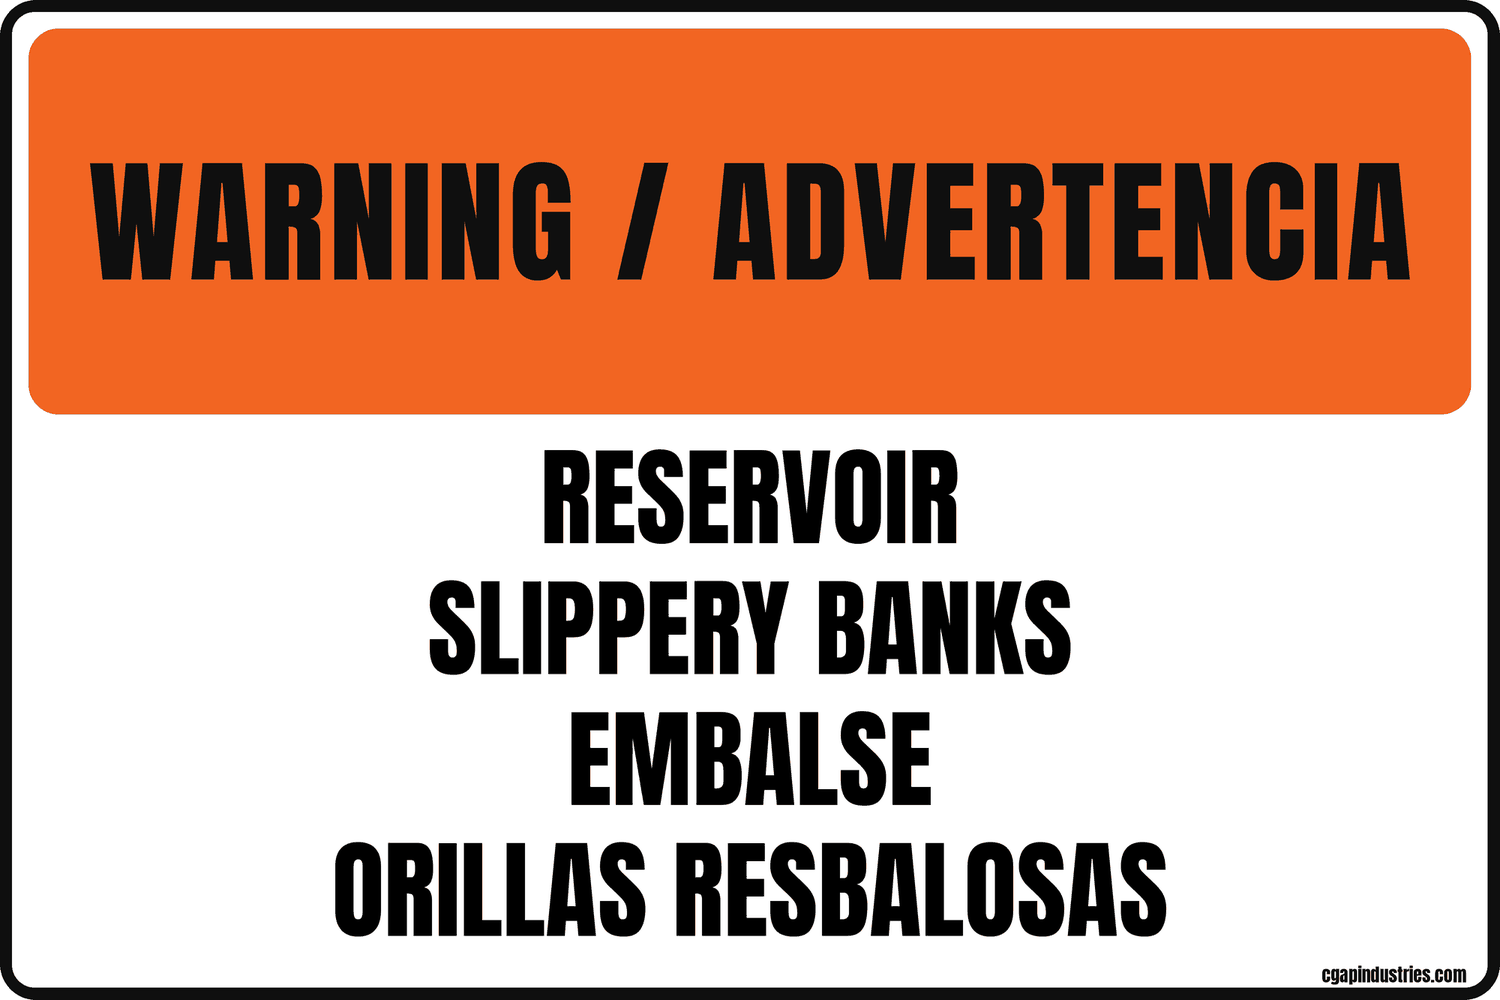 WARNING / ADVERTENCIA
RESERVOIR
SLIPPERY BANKS
EMBALSE
ORILLAS RESBALOSAS
cgapindustries.com